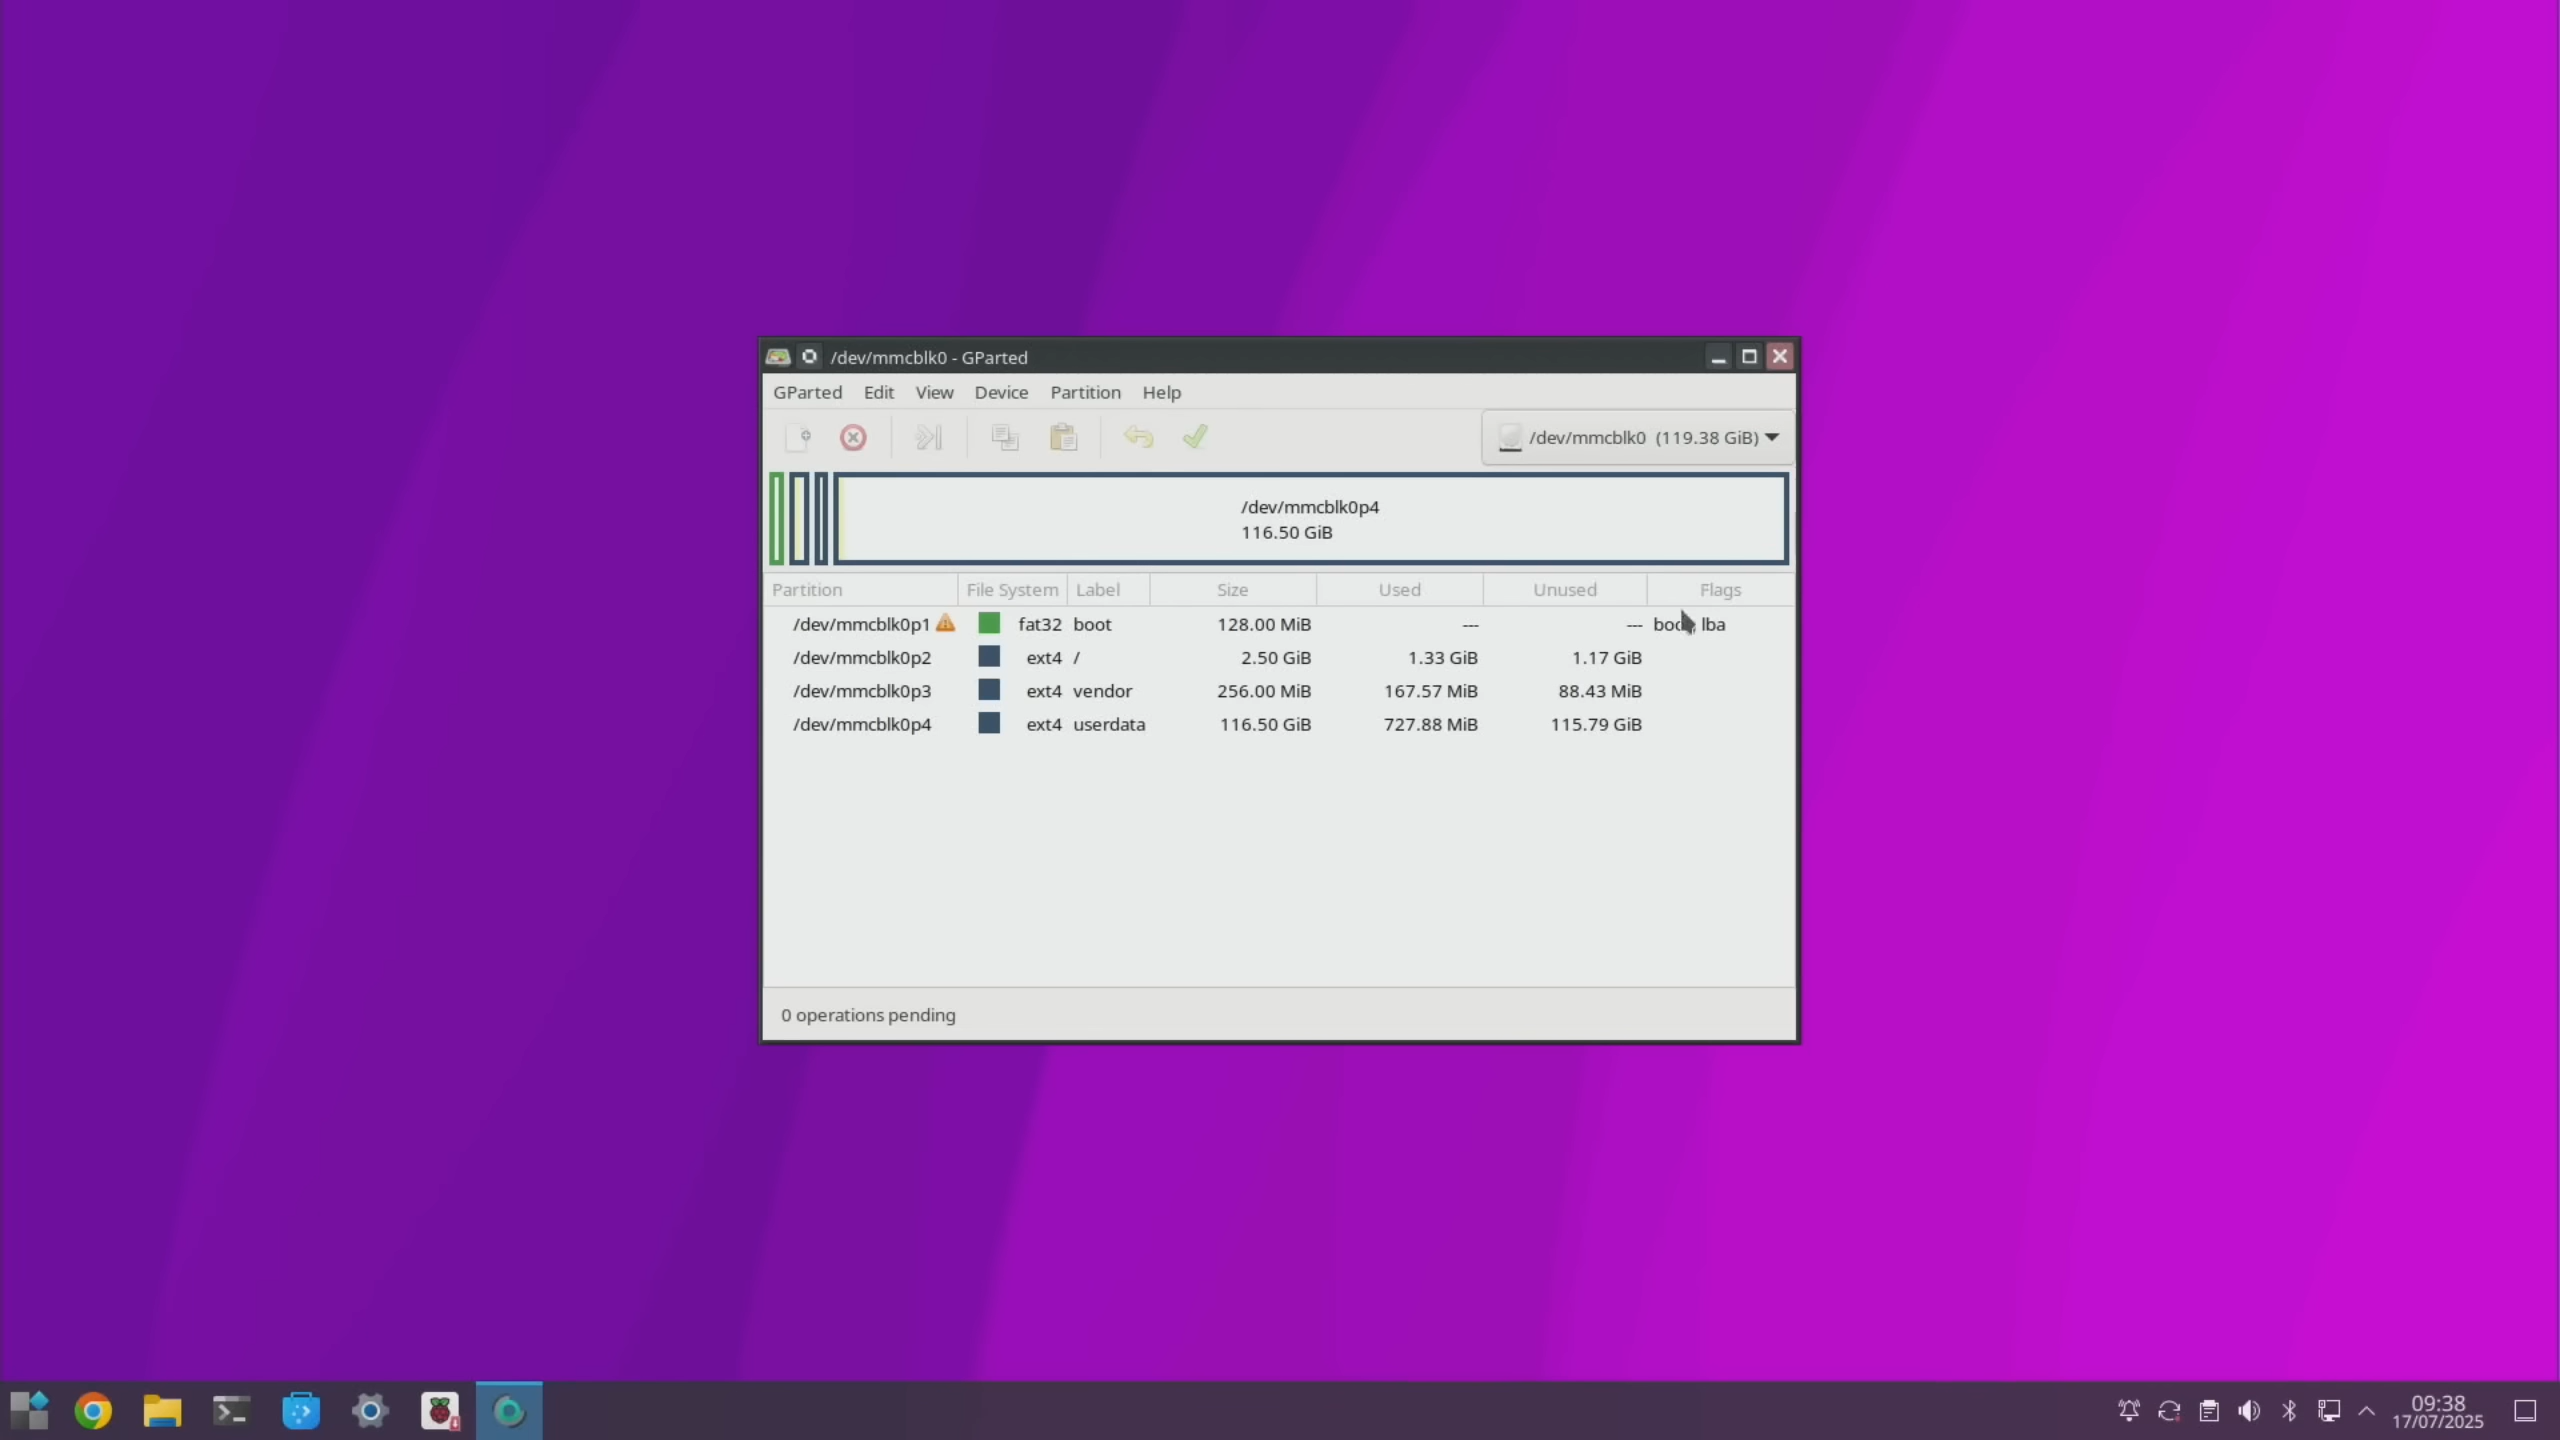 /dev/mmcblk0 - GParted
GParted Edit View Device Partition Help
/dev/mmcblk0 (119.38 GiB)
/dev/mmcblk0p4
116.50 GiB
Partition File System Label Size Used Unused Flags
/dev/mmcblk0p1 fat32 boot 128.00 MiB --- --- lba
/dev/mmcblk0p2 ext4 / 2.50 GiB 1.33 GiB 1.17 GiB
/dev/mmcblk0p3 ext4 vendor 256.00 MiB 167.57 MiB 88.43 MiB
/dev/mmcblk0p4 ext4 userdata 116.50 GiB 727.88 MiB 115.79 GiB
0 operations pending
09:38
17/07/2025